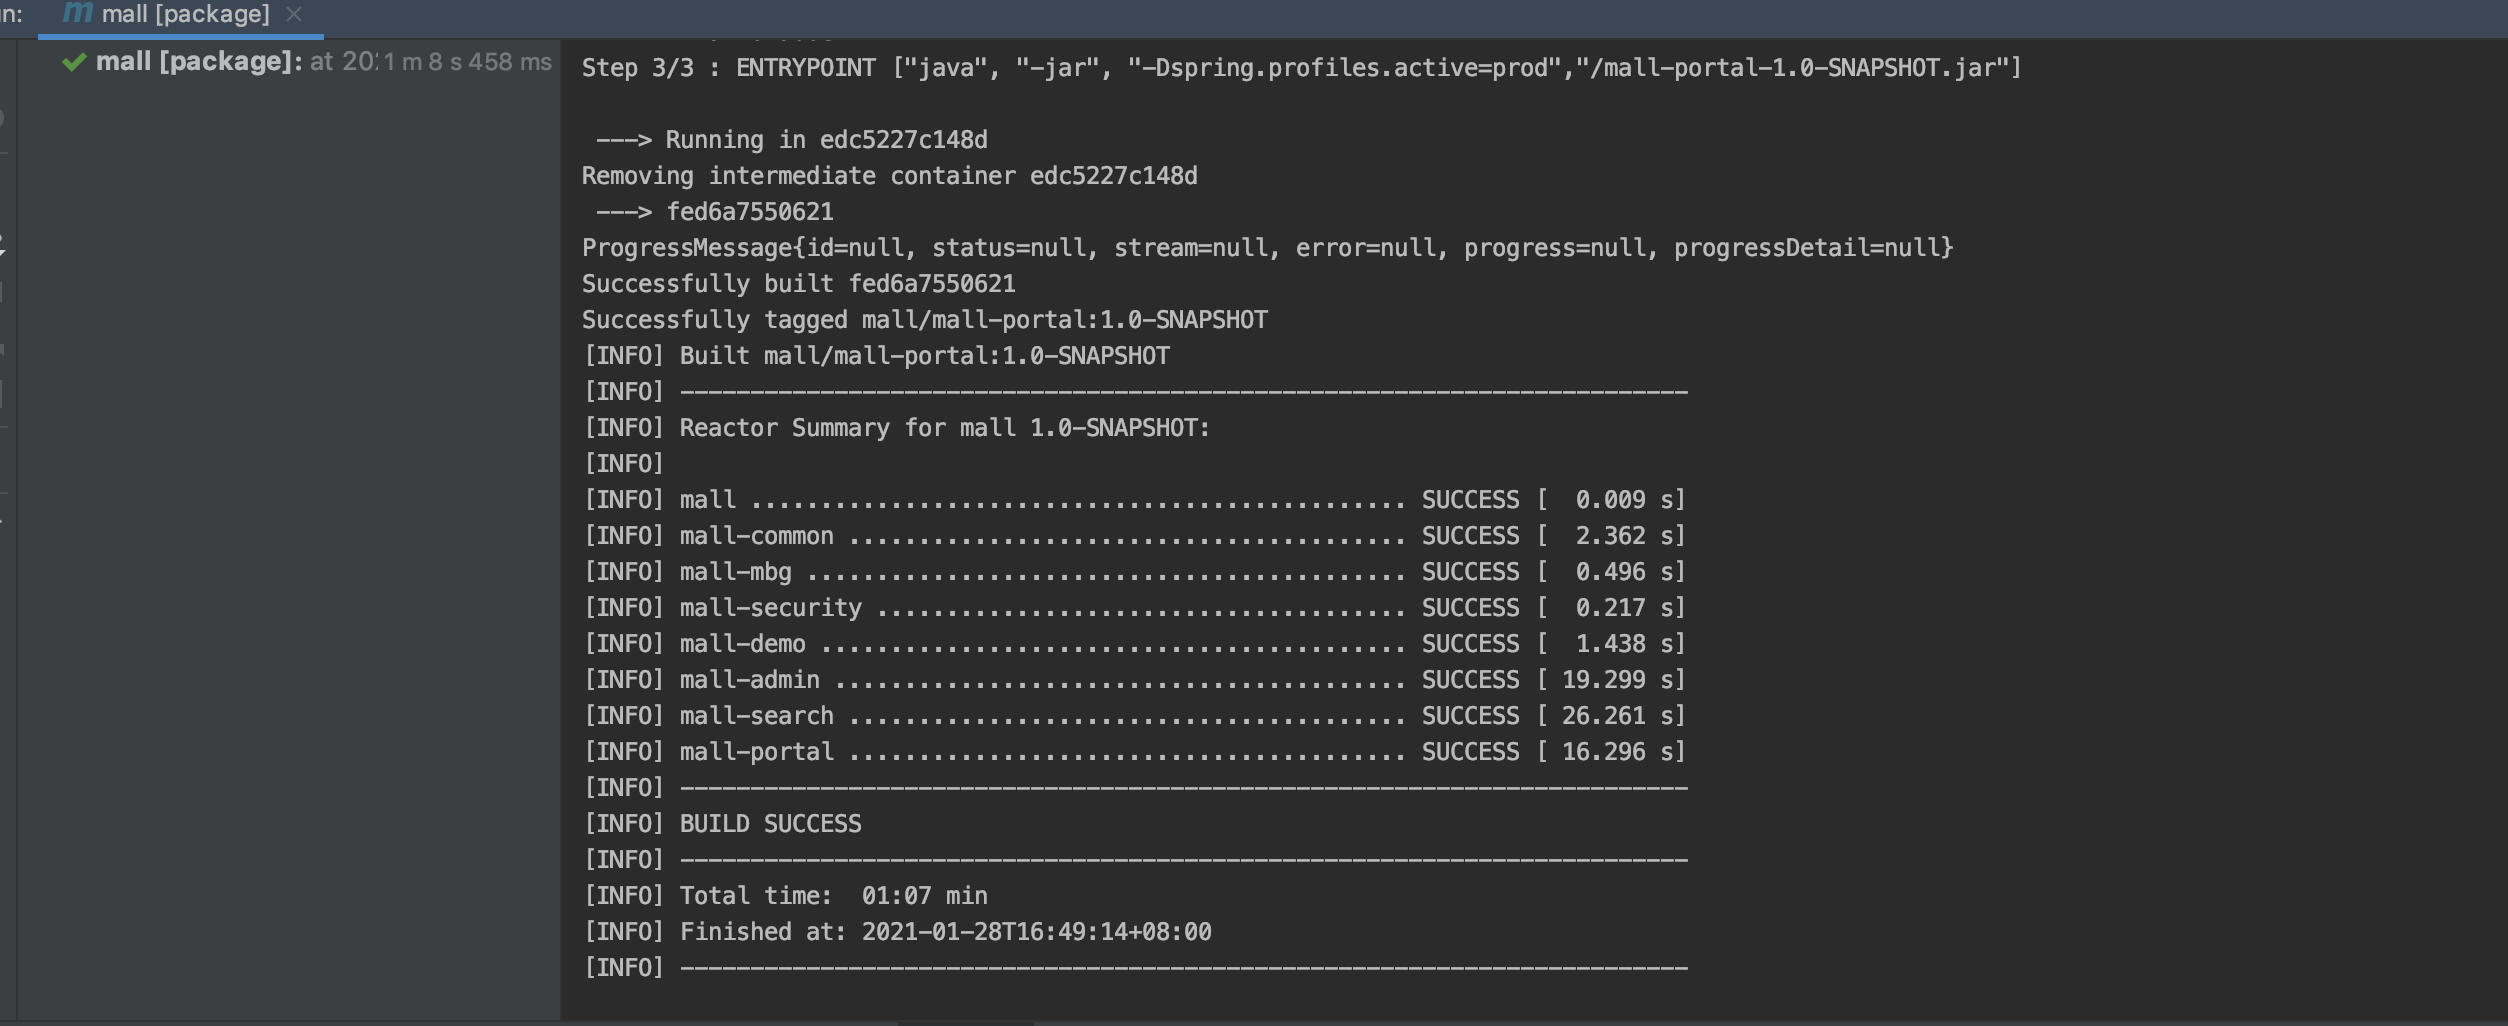 m mall [package] ×
mall [package]: at 20 1 m 8 s 458 ms
Step 3/3 : ENTRYPOINT ["java", "-jar", "-Dspring.profiles.active=prod","/mall-portal-1.0-SNAPSHOT.jar"]
---> Running in edc5227c148d
Removing intermediate container edc5227c148d
---> fed6a7550621
ProgressMessage{id=null, status=null, stream=null, error=null, progress=null, progressDetail=null}
Successfully built fed6a7550621
Successfully tagged mall/mall-portal:1.0-SNAPSHOT
[INFO] Built mall/mall-portal:1.0-SNAPSHOT
[INFO] ------------------------------------------------------------------------
[INFO] Reactor Summary for mall 1.0-SNAPSHOT:
[INFO]
[INFO] mall ............................................... SUCCESS [  0.009 s]
[INFO] mall-common ........................................ SUCCESS [  2.362 s]
[INFO] mall-mbg ........................................... SUCCESS [  0.496 s]
[INFO] mall-security ...................................... SUCCESS [  0.217 s]
[INFO] mall-demo .......................................... SUCCESS [  1.438 s]
[INFO] mall-admin ......................................... SUCCESS [ 19.299 s]
[INFO] mall-search ........................................ SUCCESS [ 26.261 s]
[INFO] mall-portal ........................................ SUCCESS [ 16.296 s]
[INFO] ------------------------------------------------------------------------
[INFO] BUILD SUCCESS
[INFO] ------------------------------------------------------------------------
[INFO] Total time:  01:07 min
[INFO] Finished at: 2021-01-28T16:49:14+08:00
[INFO] ------------------------------------------------------------------------